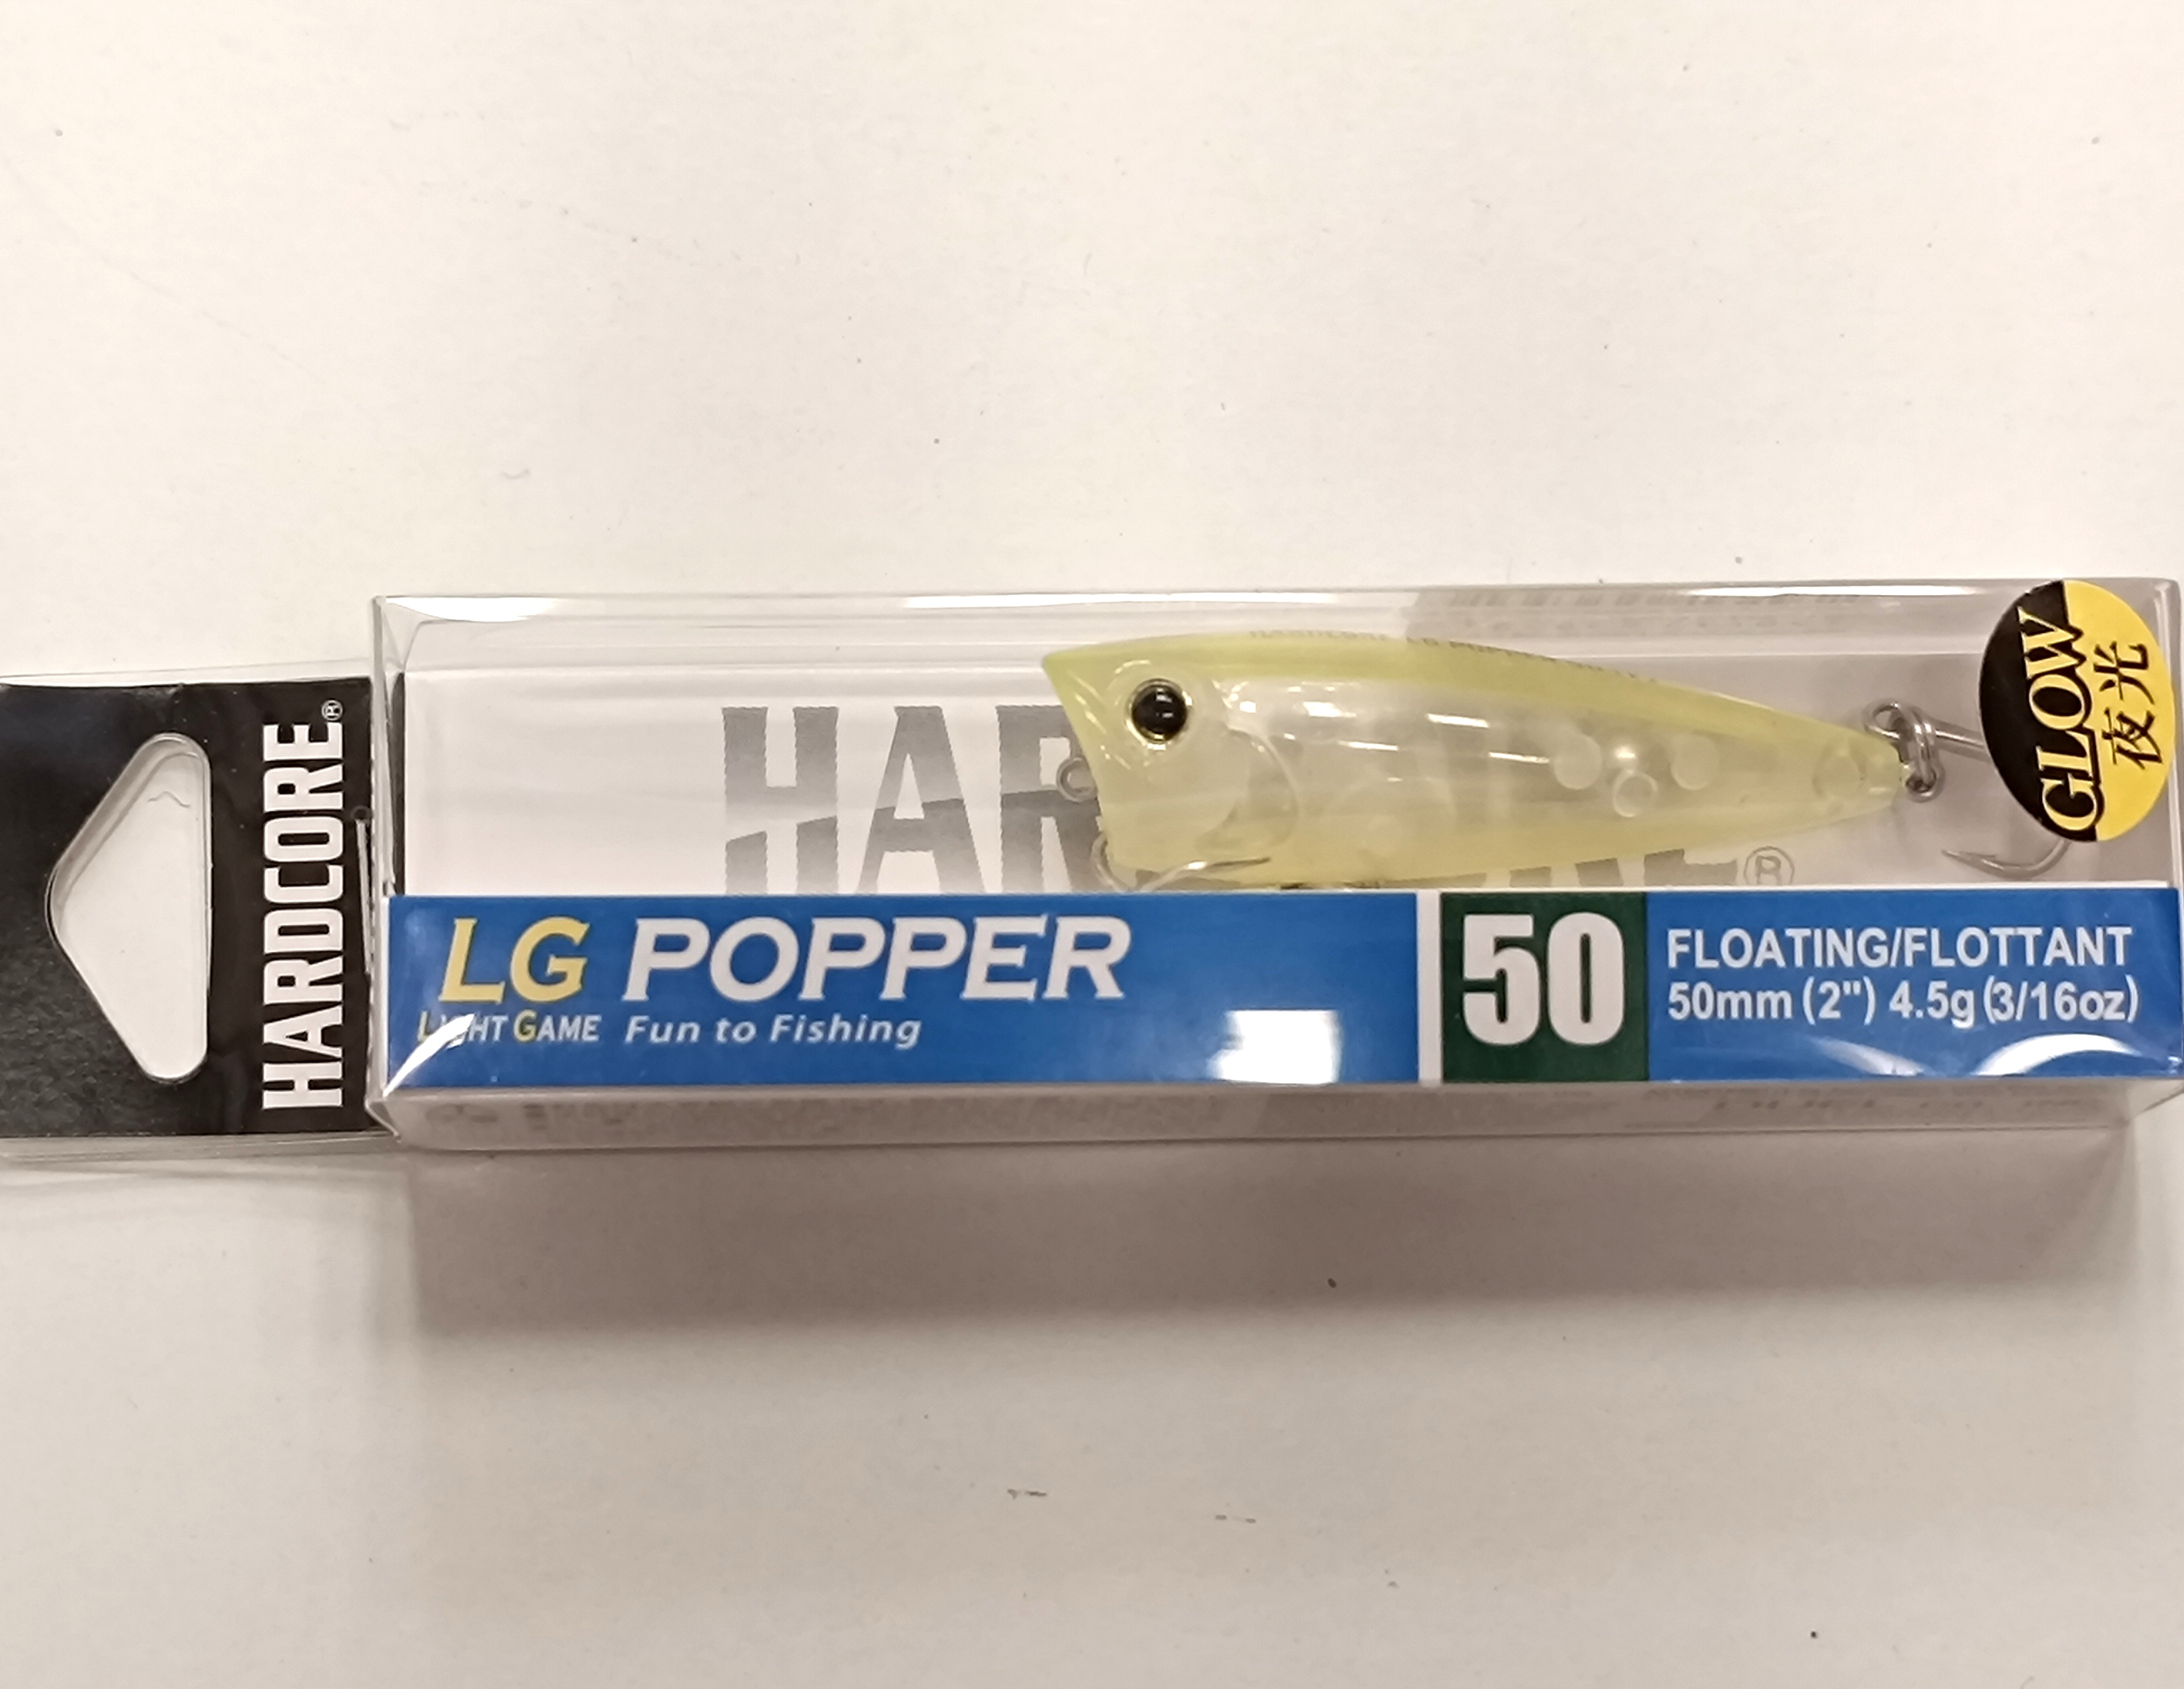 HARDCORE®
HAR
®
GLOW
夜光
LG POPPER
LIGHT GAME Fun to Fishing
50
FLOATING/FLOTTANT
50mm (2") 4.5g (3/16oz)